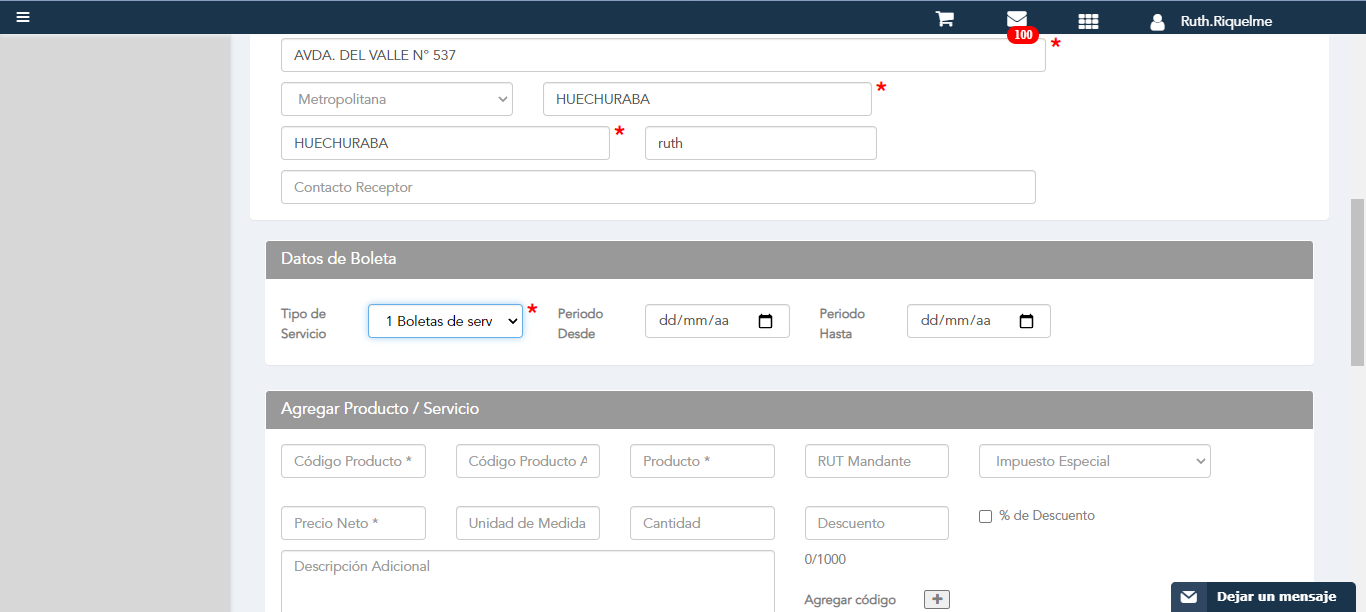 Ruth.Riquelme
100
AVDA. DEL VALLE N° 537 *
Metropolitana HUECHURABA *
HUECHURABA * ruth
Contacto Receptor
Datos de Boleta
Tipo de Servicio 1 Boletas de serv * Periodo Desde dd/mm/aa Periodo Hasta dd/mm/aa
Agregar Producto / Servicio
Código Producto * Código Producto A Producto * RUT Mandante Impuesto Especial
Precio Neto * Unidad de Medida Cantidad Descuento % de Descuento
Descripción Adicional 0/1000
Agregar código +
Dejar un mensaje